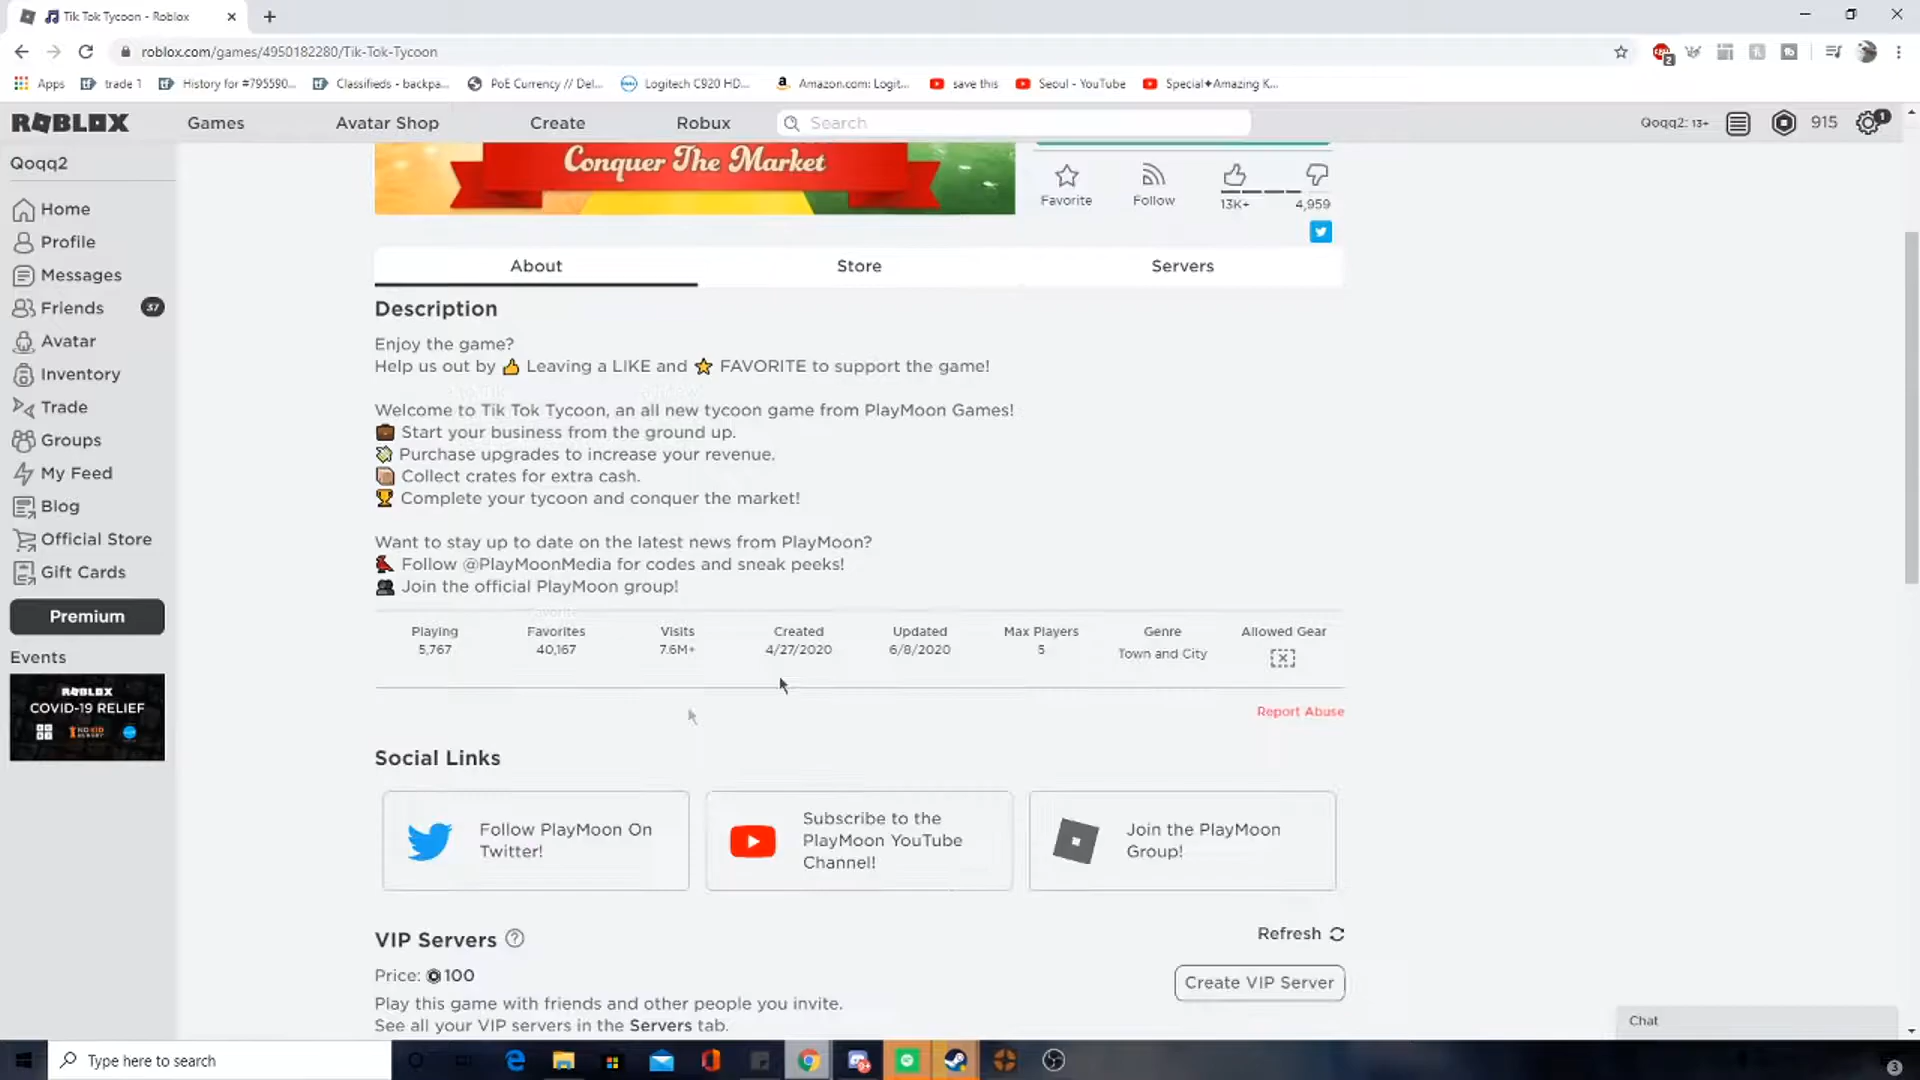 Tik Tok Tycoon - Roblox
roblox.com/games/4950182280/Tik-Tok-Tycoon
2
Apps
trade 1
History for #795590...
Classifieds - backpa...
PoE Currency // Del...
Logitech C920 HD...
Amazon.com: Logit...
save this
Seoul - YouTube
Special✦Amazing K...
ROBLOX
Games
Avatar Shop
Create
Robux
Search
Qoqq2: 13+
915
1
Qoqq2
Home
Profile
Messages
Friends
37
Avatar
Inventory
Trade
Groups
My Feed
Blog
Official Store
Gift Cards
Premium
Events
ROBLOX
COVID-19 RELIEF
NO KID HUNGRY
Conquer The Market
Favorite
Follow
13K+
4,959
About
Store
Servers
Description
Enjoy the game?
Help us out by 👍 Leaving a LIKE and ⭐ FAVORITE to support the game!
Welcome to Tik Tok Tycoon, an all new tycoon game from PlayMoon Games!
💼 Start your business from the ground up.
💸 Purchase upgrades to increase your revenue.
📦 Collect crates for extra cash.
🏆 Complete your tycoon and conquer the market!
Want to stay up to date on the latest news from PlayMoon?
🐦 Follow @PlayMoonMedia for codes and sneak peeks!
👥 Join the official PlayMoon group!
Playing
5,767
Favorites
40,167
Visits
7.6M+
Created
4/27/2020
Updated
6/8/2020
Max Players
5
Genre
Town and City
Allowed Gear
Report Abuse
Social Links
Follow PlayMoon On
Twitter!
Subscribe to the
PlayMoon YouTube
Channel!
Join the PlayMoon
Group!
VIP Servers
Refresh
Price: 100
Create VIP Server
Play this game with friends and other people you invite.
See all your VIP servers in the Servers tab.
Chat
Type here to search
3